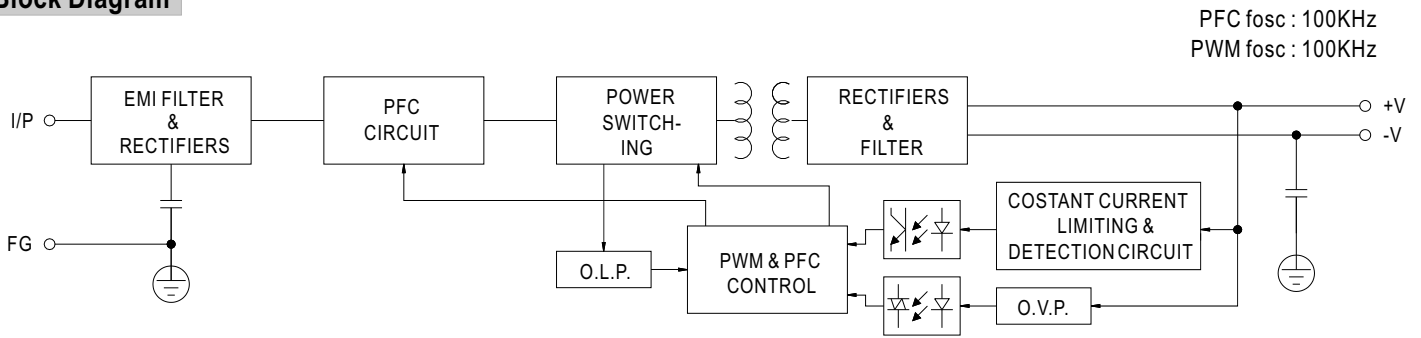 Block Diagram
PFC fosc : 100KHz
PWM fosc : 100KHz
I/P
EMI FILTER
&
RECTIFIERS
PFC
CIRCUIT
POWER
SWITCH-
ING
RECTIFIERS
&
FILTER
+V
-V
FG
O.L.P.
PWM & PFC
CONTROL
COSTANT CURRENT
LIMITING &
DETECTION CIRCUIT
O.V.P.